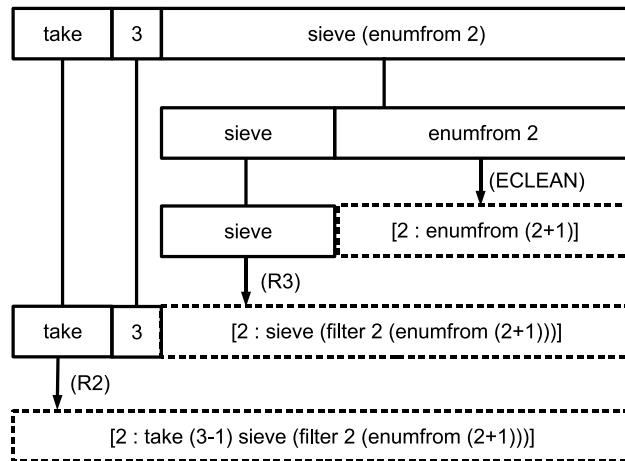 take 3 sieve (enumfrom 2)
sieve enumfrom 2
(ECLEAN)
sieve [2 : enumfrom (2+1)]
(R3)
take 3 [2 : sieve (filter 2 (enumfrom (2+1)))]
(R2)
[2 : take (3-1) sieve (filter 2 (enumfrom (2+1)))]